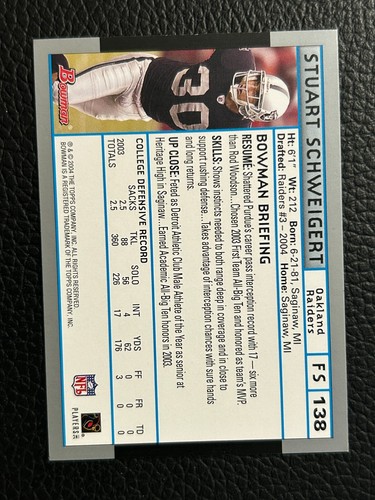 STUART SCHWEIGERT
Oakland
Raiders
FS 138
Ht: 6'1" Wt: 212 Born: 6-21-81, Saginaw, MI
Drafted: Raiders #3 – 2004 Home: Saginaw, MI
BOWMAN BRIEFING
RESUME: Shattered Purdue's career pass interception record with 17 — six more
than Rod Woodson...Chosen 2003 First Team All-Big Ten and honored as team's MVP.
SKILLS: Shows instincts needed to both range deep in coverage and in close to
support rushing defense...Takes advantage of interception chances with sure hands
and long returns.
UP CLOSE: Feted as Detroit Athletic Club Male Athlete of the Year as senior at
Heritage High in Saginaw...Earned Academic All-Big Ten honors in 2003.
COLLEGE DEFENSIVE RECORD
SACKS TKL SOLO INT YDS FF FR TD
2003 2.5 88 56 4 62 0 0 0
TOTALS 2.5 360 226 17 176 3 0 0
30
Bowman
® & © 2004 THE TOPPS COMPANY, INC. ALL RIGHTS RESERVED.
BOWMAN IS A REGISTERED TRADEMARK OF THE TOPPS COMPANY, INC.
NFL
PLAYERS